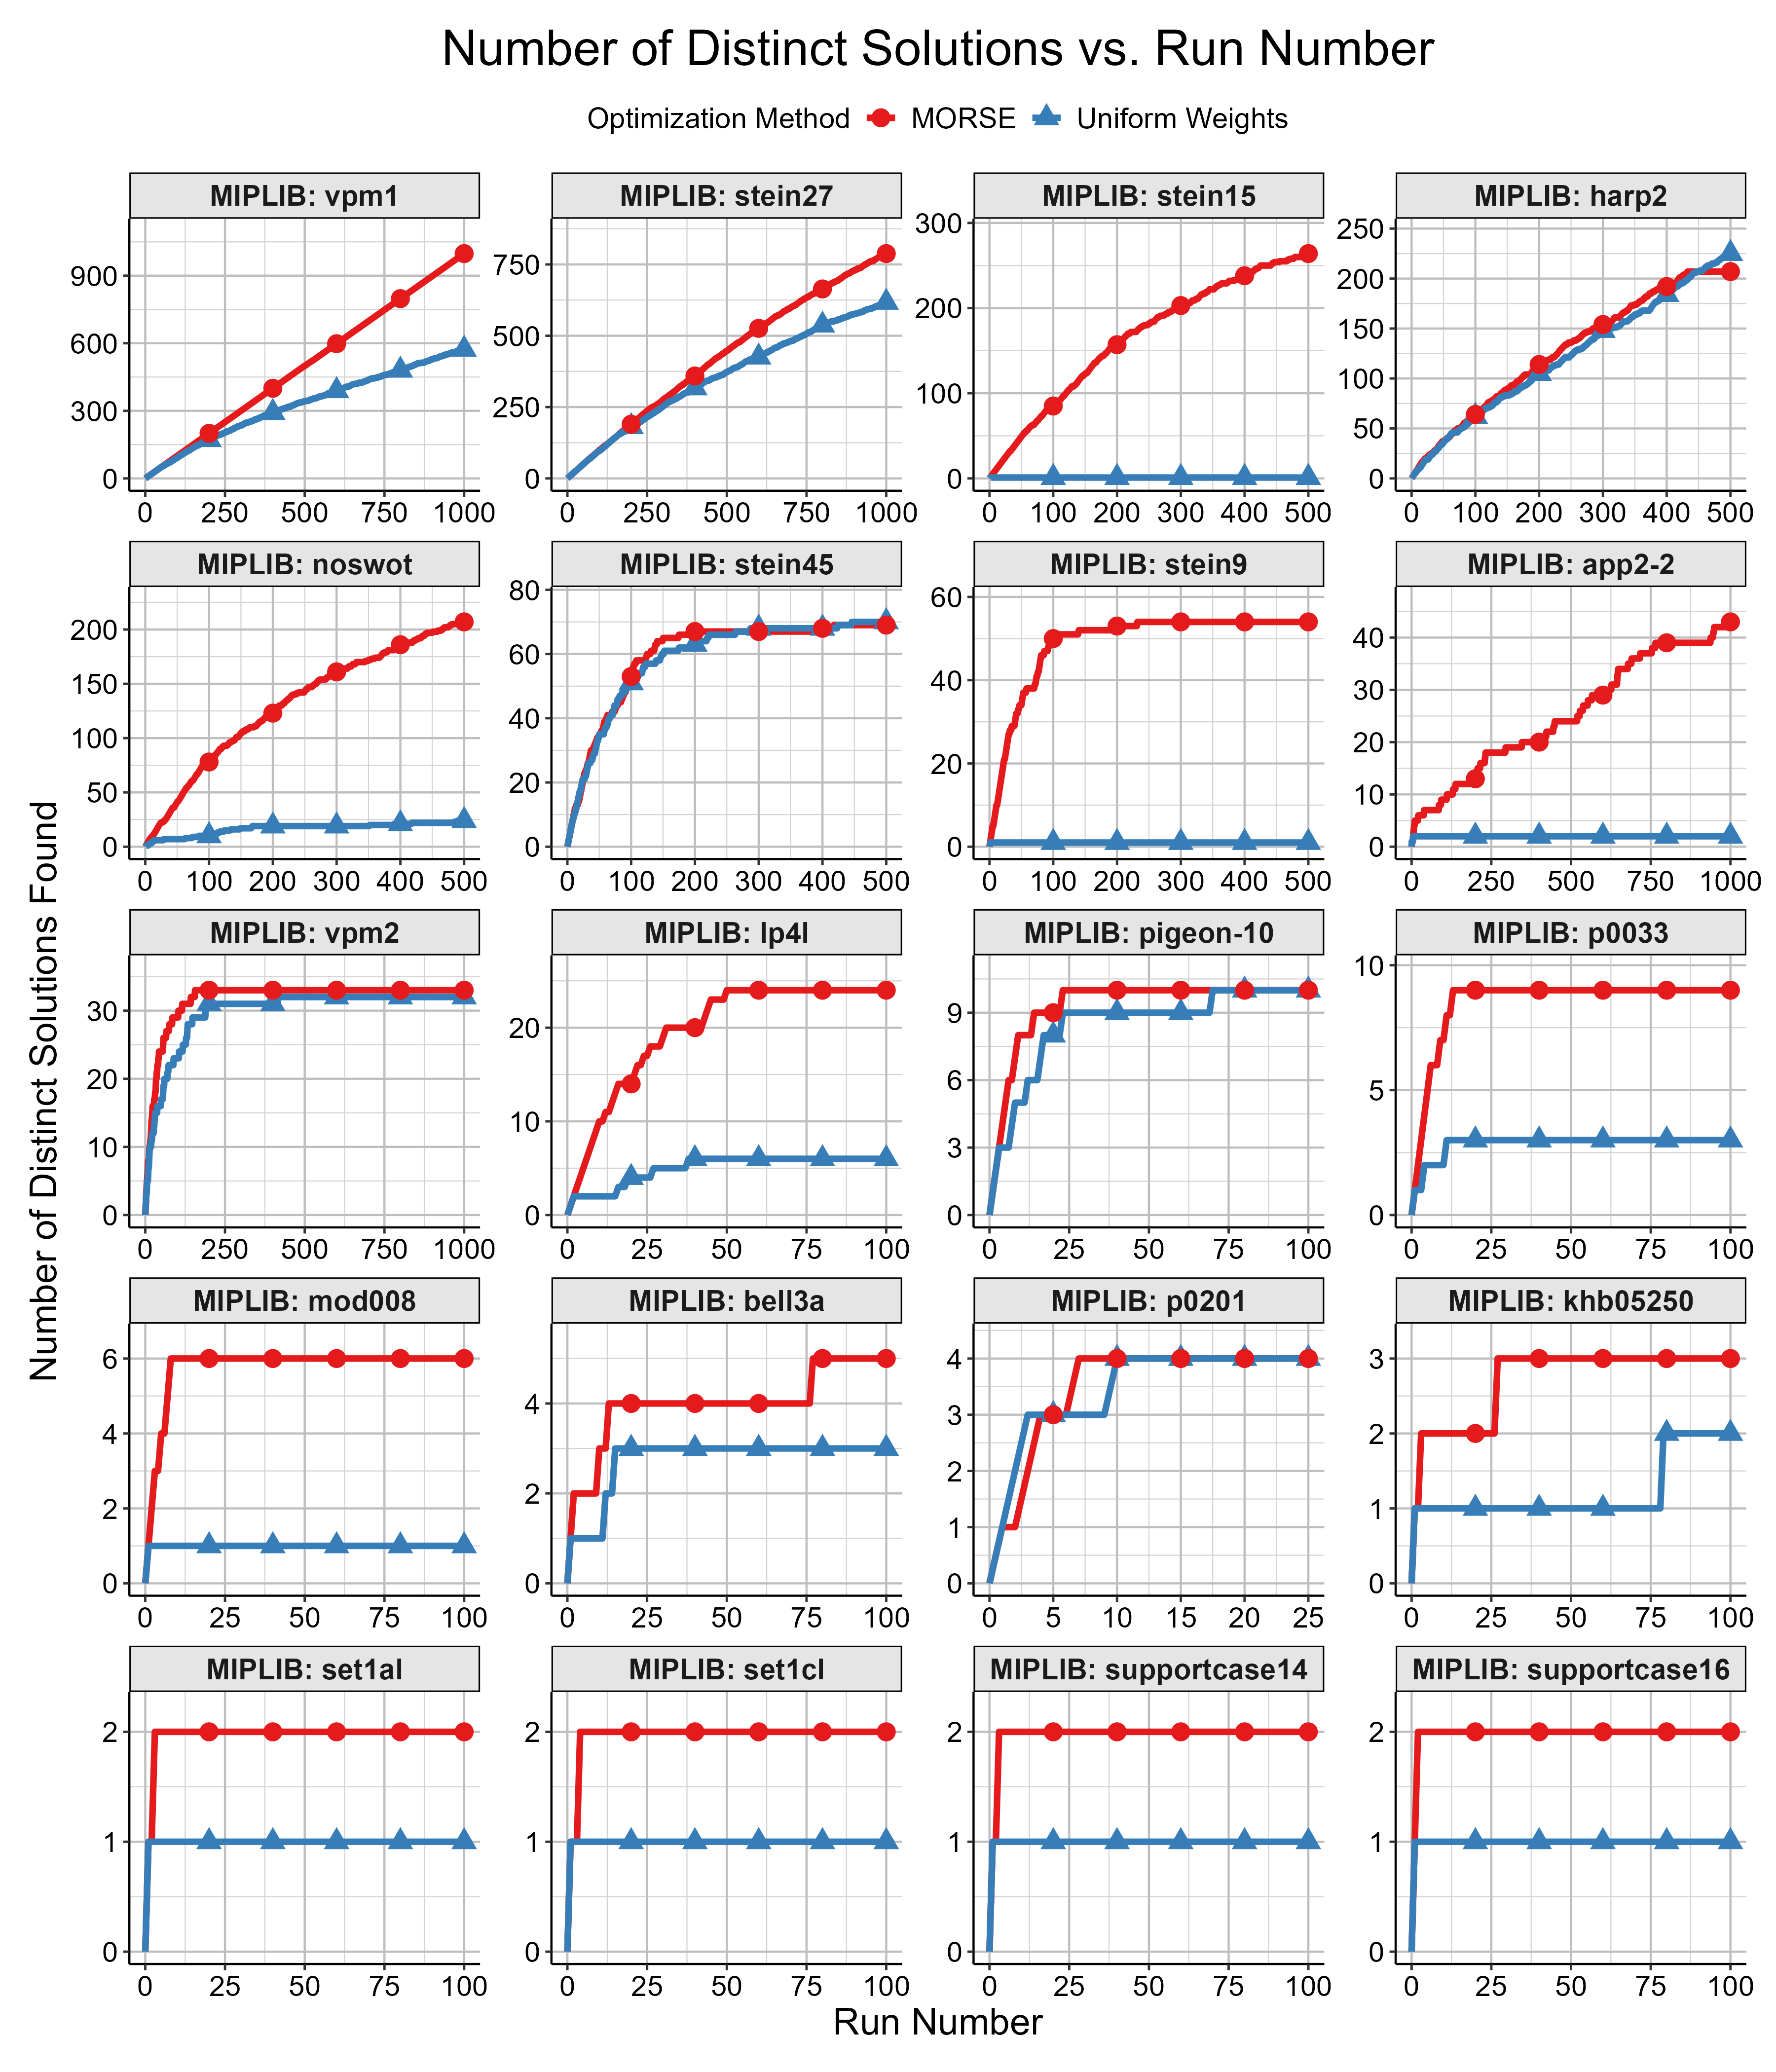 Number of Distinct Solutions vs. Run Number
Optimization Method MORSE Uniform Weights
MIPLIB: vpm1 MIPLIB: stein27 MIPLIB: stein15 MIPLIB: harp2
900
600
300
0
0 250 500 750 1000
750
500
250
0
0 250 500 750 1000
300
200
100
0
0 100 200 300 400 500
250
200
150
100
50
0
0 100 200 300 400 500
MIPLIB: noswot MIPLIB: stein45 MIPLIB: stein9 MIPLIB: app2-2
200
150
100
50
0
0 100 200 300 400 500
80
60
40
20
0
0 100 200 300 400 500
60
40
20
0
0 100 200 300 400 500
40
30
20
10
0
0 250 500 750 1000
MIPLIB: vpm2 MIPLIB: lp4l MIPLIB: pigeon-10 MIPLIB: p0033
30
20
10
0
0 250 500 750 1000
20
10
0
0 25 50 75 100
9
6
3
0
0 25 50 75 100
10
5
0
0 25 50 75 100
MIPLIB: mod008 MIPLIB: bell3a MIPLIB: p0201 MIPLIB: khb05250
6
4
2
0
0 25 50 75 100
4
2
0
0 25 50 75 100
4
3
2
1
0
0 5 10 15 20 25
3
2
1
0
0 25 50 75 100
MIPLIB: set1al MIPLIB: set1cl MIPLIB: supportcase14 MIPLIB: supportcase16
2
1
0
0 25 50 75 100
2
1
0
0 25 50 75 100
2
1
0
0 25 50 75 100
2
1
0
0 25 50 75 100
Number of Distinct Solutions Found
Run Number